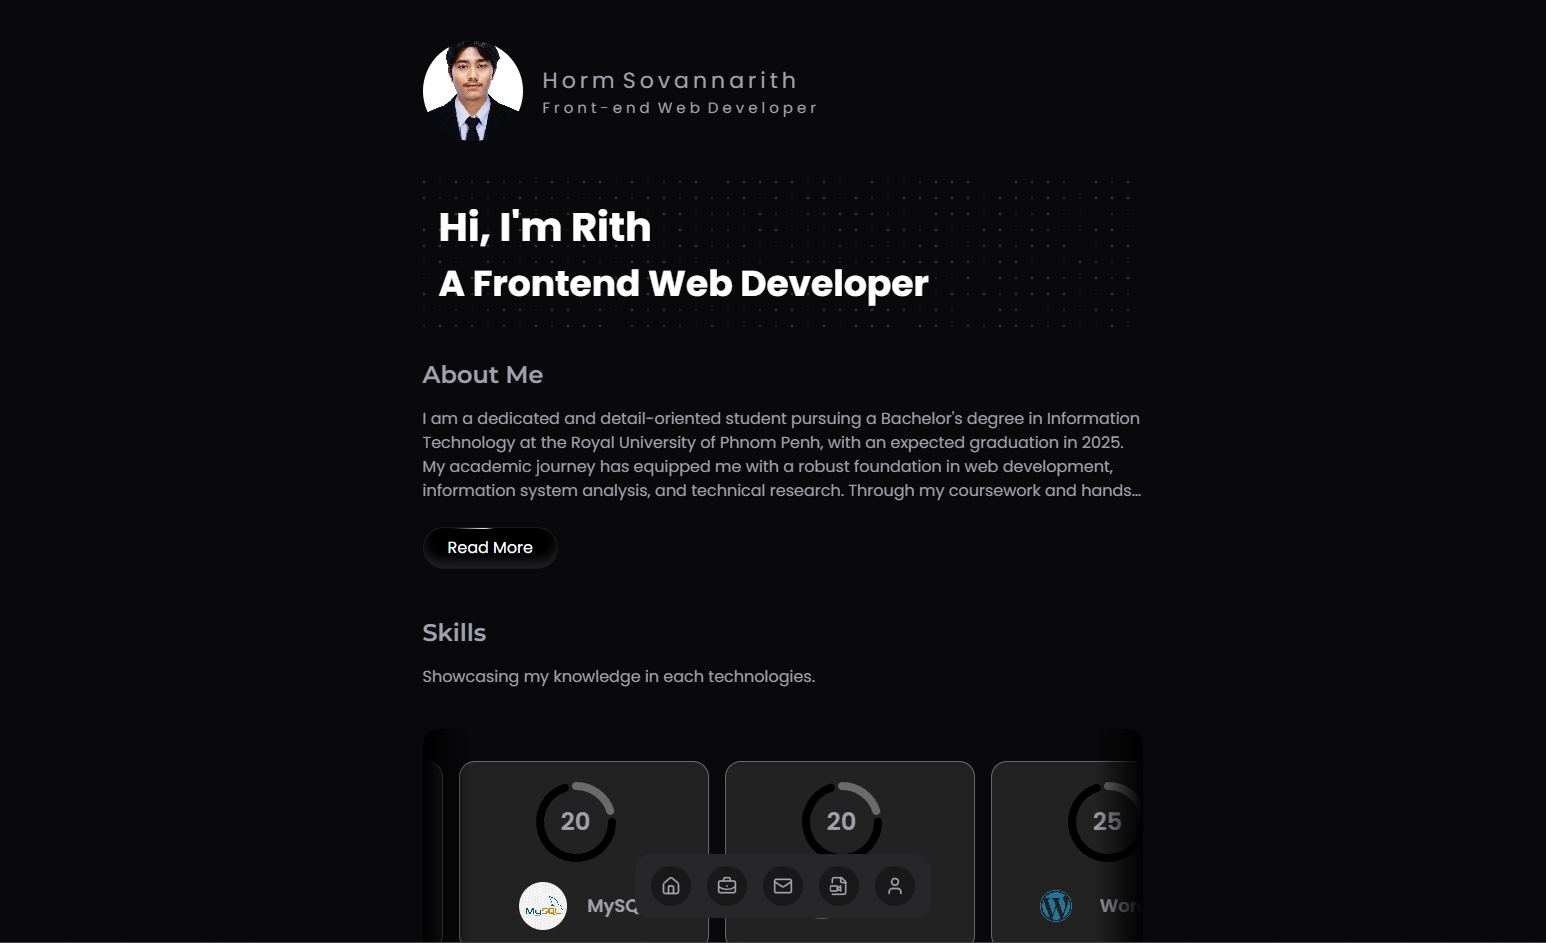 Horm Sovannarith
Front-end Web Developer
Hi, I'm Rith
A Frontend Web Developer
About Me
I am a dedicated and detail-oriented student pursuing a Bachelor's degree in Information
Technology at the Royal University of Phnom Penh, with an expected graduation in 2025.
My academic journey has equipped me with a robust foundation in web development,
information system analysis, and technical research. Through my coursework and hands...
Read More
Skills
Showcasing my knowledge in each technologies.
20
20
25
MySQL